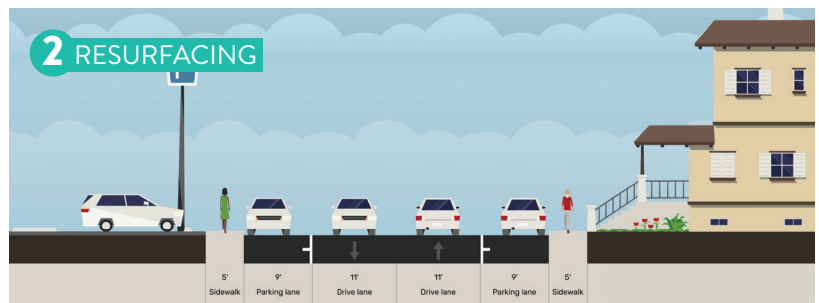 2 RESURFACING
5' 9' 11' 11' 9' 5'
Sidewalk Parking lane Drive lane Drive lane Parking lane Sidewalk